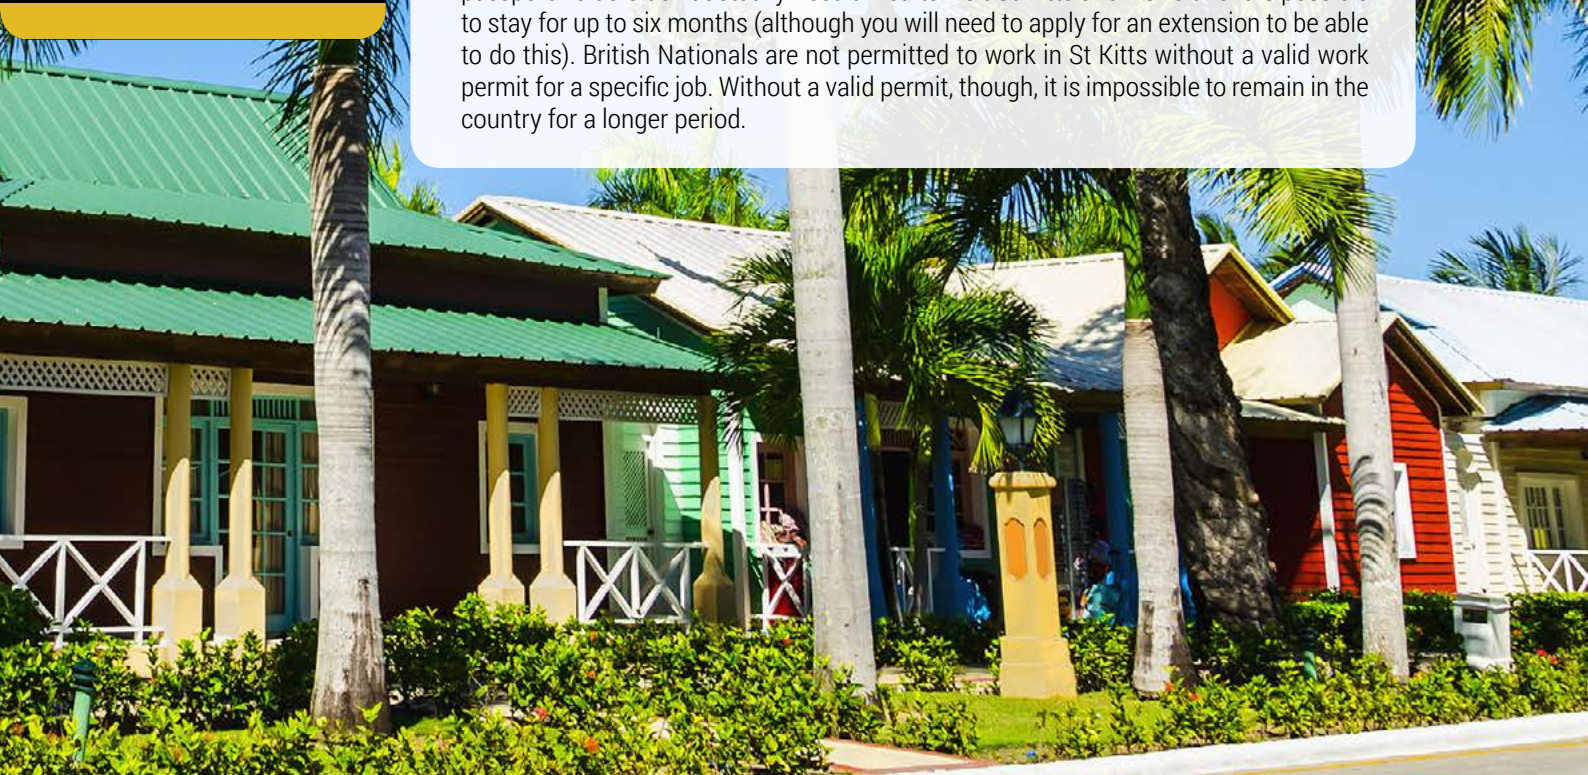 to stay for up to six months (although you will need to apply for an extension to be able
to do this). British Nationals are not permitted to work in St Kitts without a valid work
permit for a specific job. Without a valid permit, though, it is impossible to remain in the
country for a longer period.